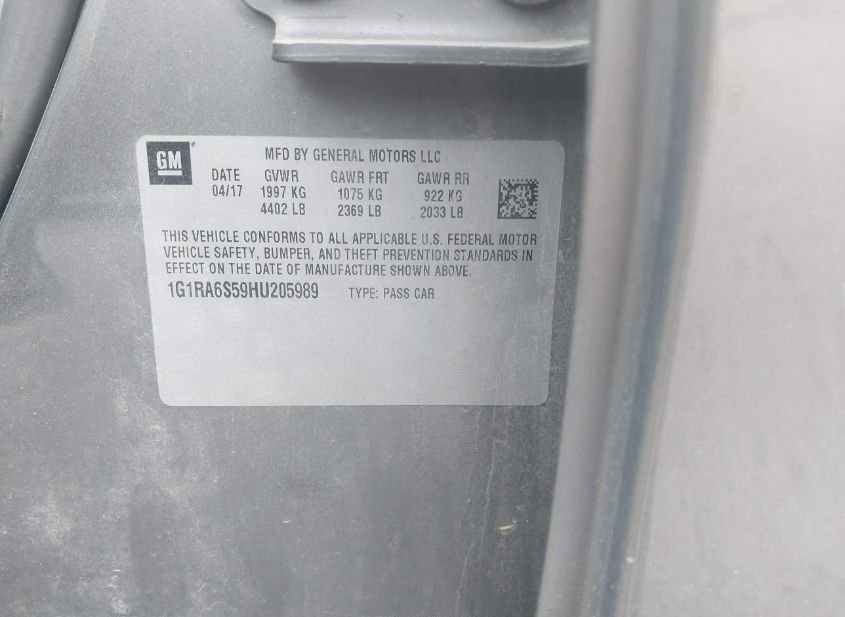 GM
MFD BY GENERAL MOTORS LLC
DATE GVWR GAWR FRT GAWR RR
04/17 1997 KG 1075 KG 922 KG
4402 LB 2369 LB 2033 LB
THIS VEHICLE CONFORMS TO ALL APPLICABLE U.S. FEDERAL MOTOR
VEHICLE SAFETY, BUMPER, AND THEFT PREVENTION STANDARDS IN
EFFECT ON THE DATE OF MANUFACTURE SHOWN ABOVE.
1G1RA6S59HU205989 TYPE: PASS CAR